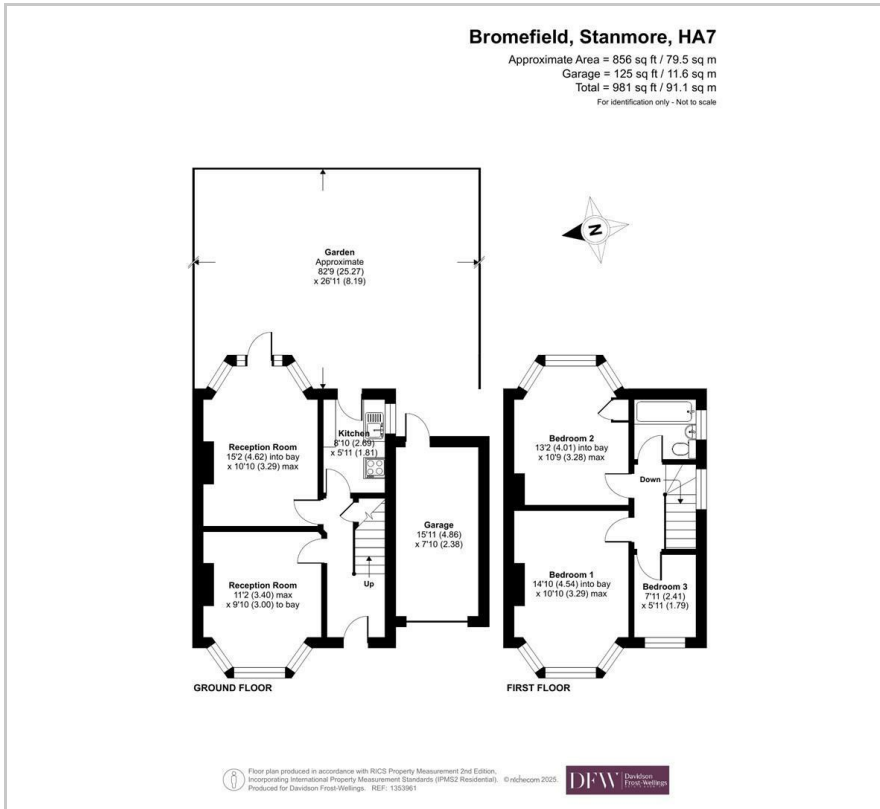 Bromefield, Stanmore, HA7
Approximate Area = 856 sq ft / 79.5 sq m
Garage = 125 sq ft / 11.6 sq m
Total = 981 sq ft / 91.1 sq m
For identification only - Not to scale
N
Garden
Approximate
82'9 (25.27)
x 26'11 (8.19)
Kitchen
8'10 (2.69)
x 5'11 (1.81)
Reception Room
15'2 (4.62) into bay
x 10'10 (3.29) max
Garage
15'11 (4.86)
x 7'10 (2.38)
Reception Room
11'2 (3.40) max
x 9'10 (3.00) to bay
Up
GROUND FLOOR
Bedroom 2
13'2 (4.01) into bay
x 10'9 (3.28) max
Down
Bedroom 1
14'10 (4.54) into bay
x 10'10 (3.29) max
Bedroom 3
7'11 (2.41)
x 5'11 (1.79)
FIRST FLOOR
Floor plan produced in accordance with RICS Property Measurement 2nd Edition,
Incorporating International Property Measurement Standards (IPMS2 Residential). ©nichecom 2025.
Produced for Davidson Frost-Wellings. REF: 1353961
DFW
Davidson
Frost-Wellings